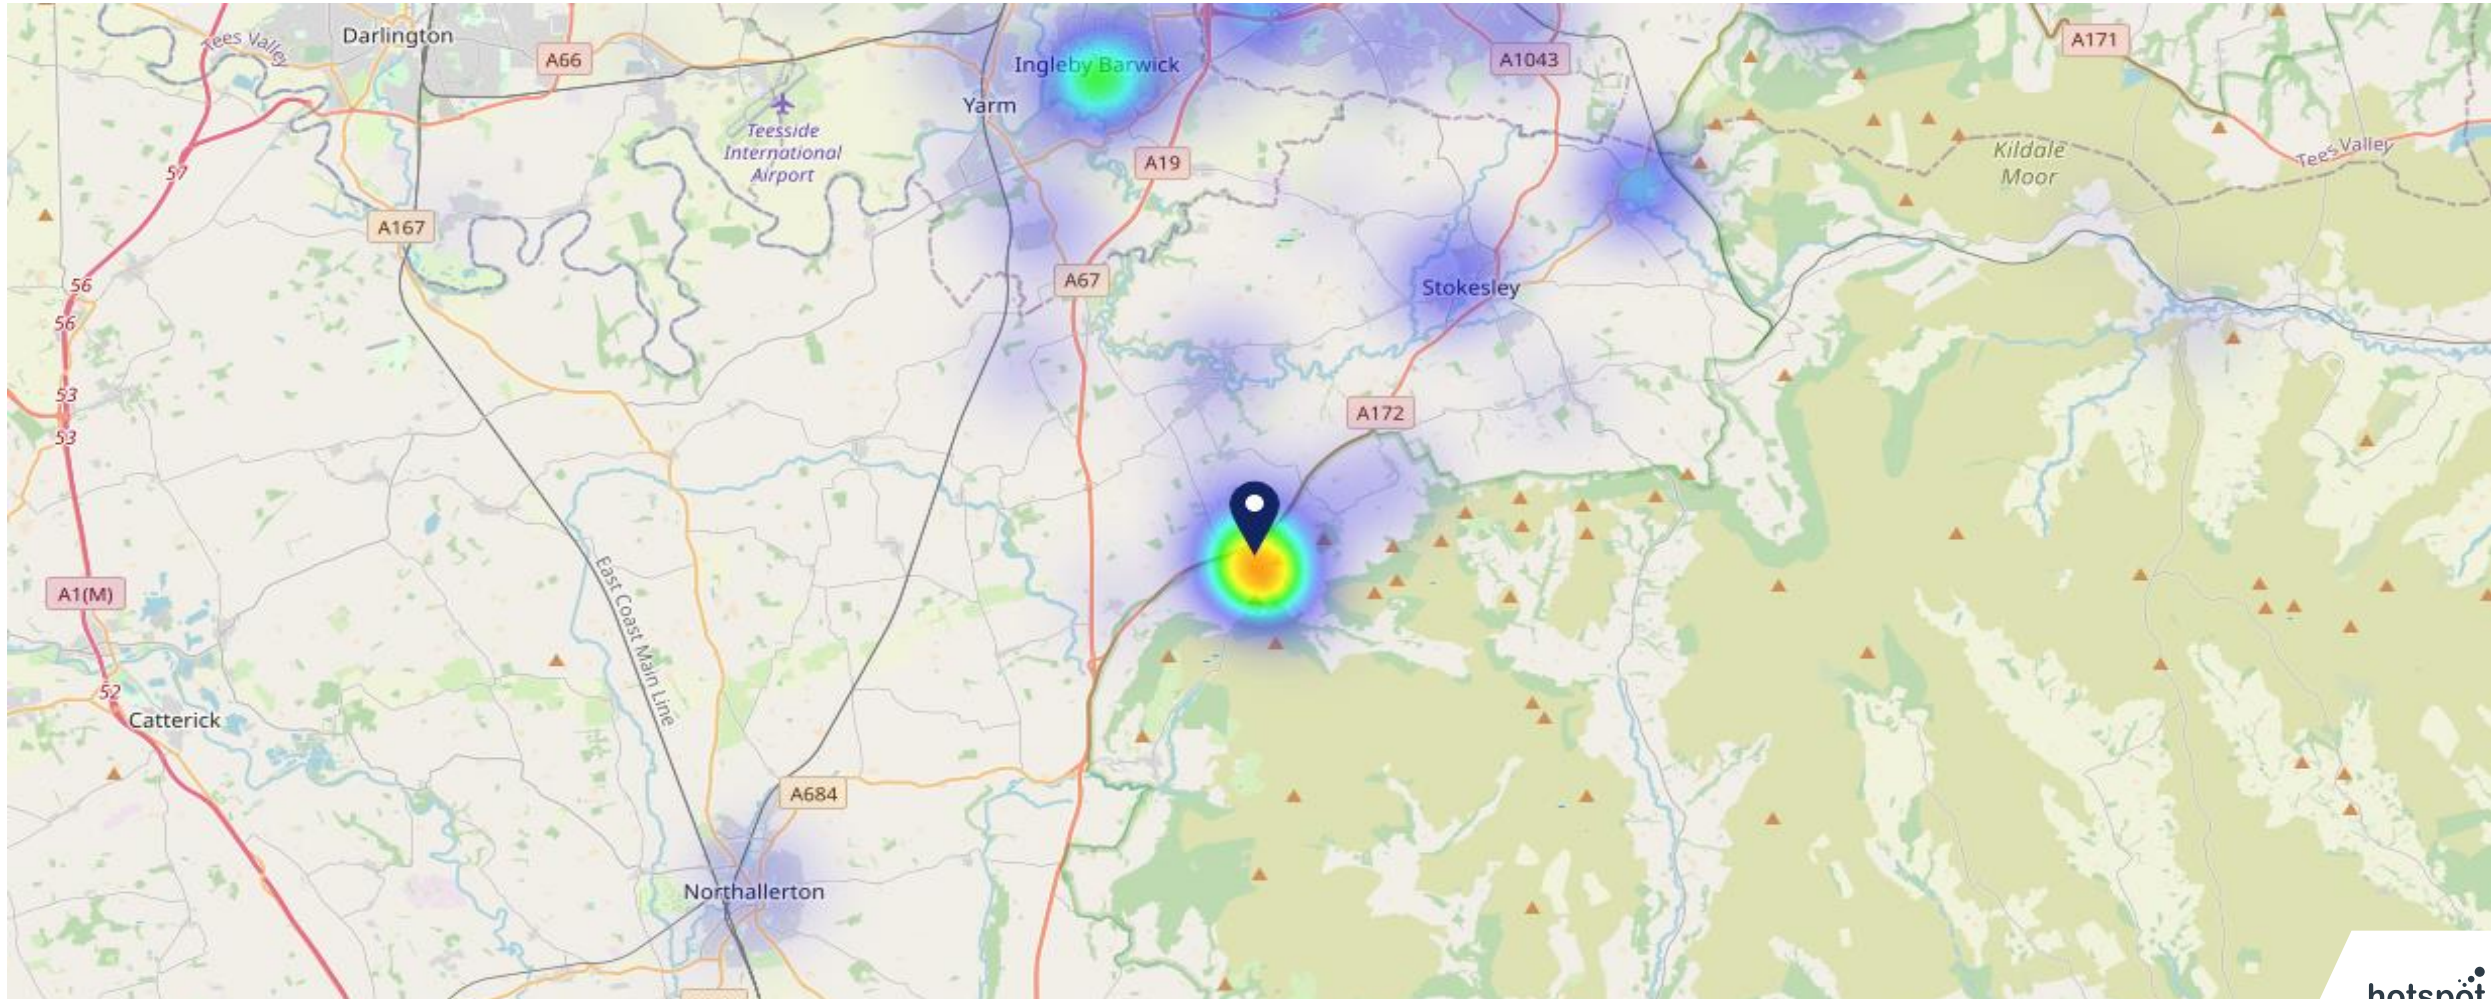 Darlington
Tees Valley
A66
Ingleby Barwick
A1043
A171
Yarm
Teesside
International
Airport
57
A19
Kildale
Moor
Tees Valley
A167
A67
56
Stokesley
56
53
A172
53
A1(M)
East Coast Main Line
52
Catterick
A684
Northallerton
hotspot